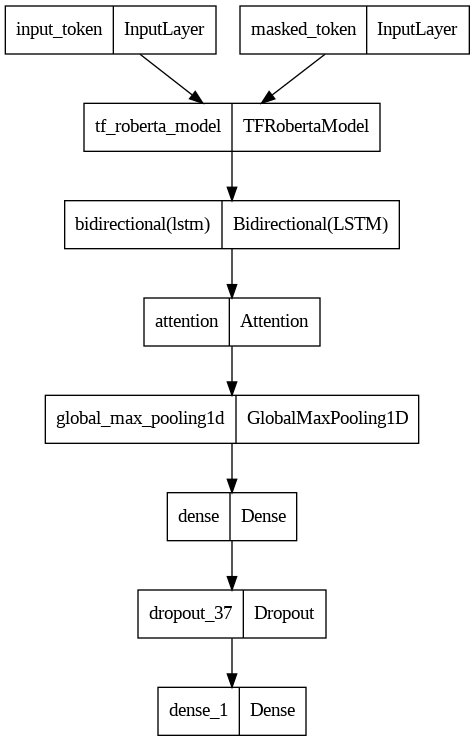 input_token InputLayer masked_token InputLayer
tf_roberta_model TFRobertaModel
bidirectional(lstm) Bidirectional(LSTM)
attention Attention
global_max_pooling1d GlobalMaxPooling1D
dense Dense
dropout_37 Dropout
dense_1 Dense